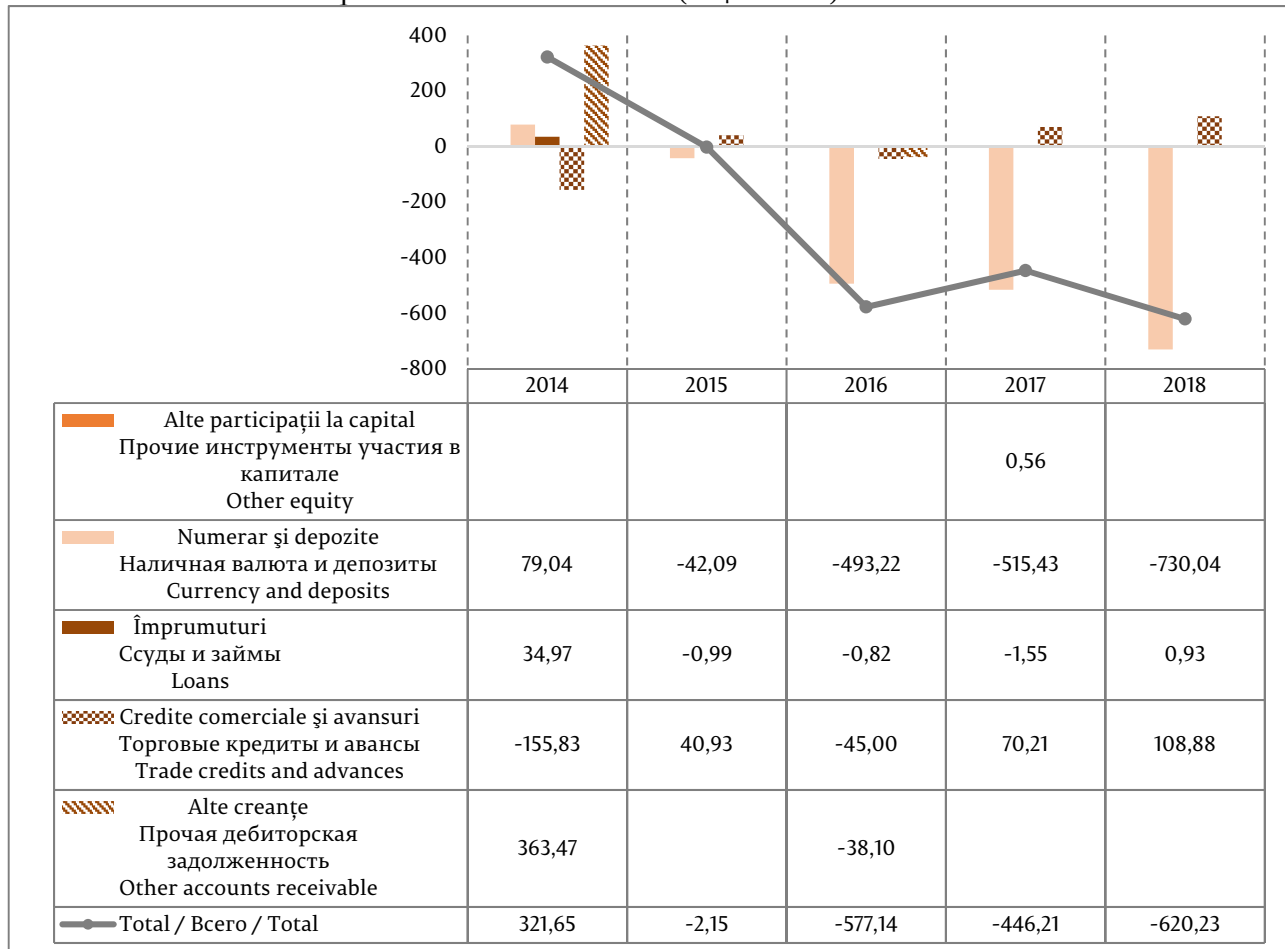 400
200
0
-200
-400
-600
-800
2014 2015 2016 2017 2018
Alte participații la capital
Прочие инструменты участия в
капитале
Other equity
0,56
Numerar şi depozite
Наличная валюта и депозиты
Currency and deposits
79,04 -42,09 -493,22 -515,43 -730,04
Împrumuturi
Ссуды и займы
Loans
34,97 -0,99 -0,82 -1,55 0,93
Credite comerciale şi avansuri
Торговые кредиты и авансы
Trade credits and advances
-155,83 40,93 -45,00 70,21 108,88
Alte creanțe
Прочая дебиторская
задолженность
Other accounts receivable
363,47 -38,10
Total / Всего / Total 321,65 -2,15 -577,14 -446,21 -620,23